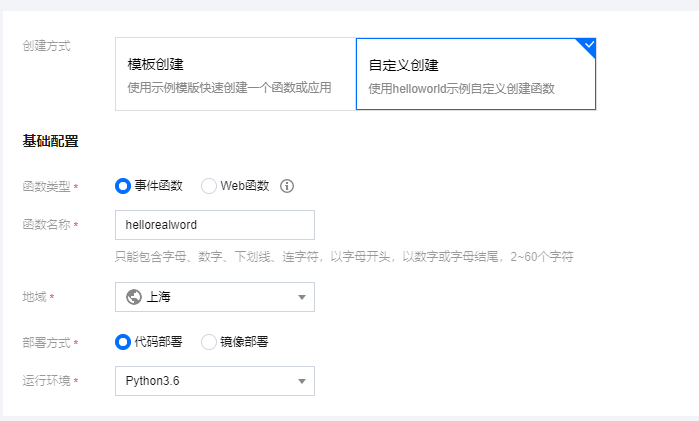 创建方式
模板创建
使用示例模版快速创建一个函数或应用
自定义创建
使用helloworld示例自定义创建函数
基础配置
函数类型 * 事件函数 Web函数
函数名称 * hellorealword
只能包含字母、数字、下划线、连字符，以字母开头，以数字或字母结尾，2~60个字符
地域 * 上海
部署方式 * 代码部署 镜像部署
运行环境 * Python3.6